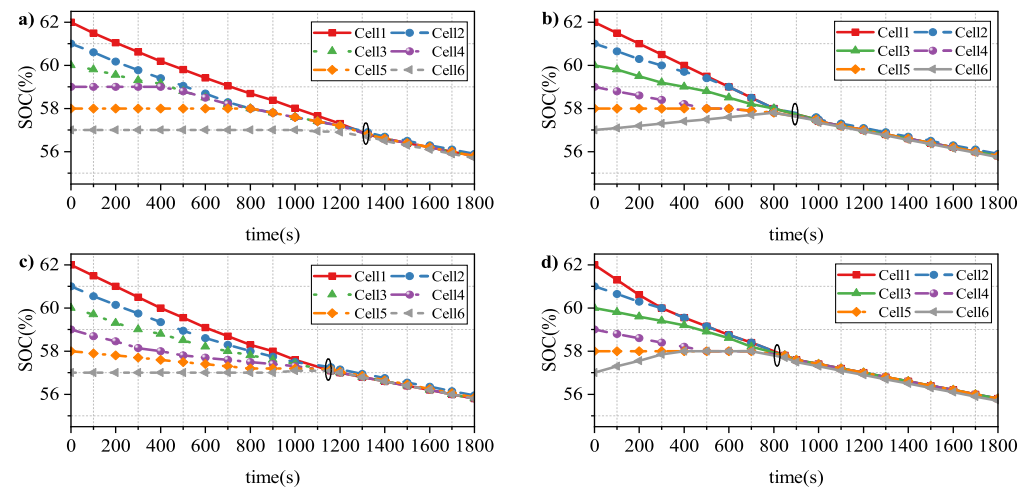 a)
62
60
58
56
SOC(%)
Cell1 Cell2
Cell3 Cell4
Cell5 Cell6
0 200 400 600 800 1000 1200 1400 1600 1800
time(s)
b)
62
60
58
56
SOC(%)
Cell1 Cell2
Cell3 Cell4
Cell5 Cell6
0 200 400 600 800 1000 1200 1400 1600 1800
time(s)
c)
62
60
58
56
SOC(%)
Cell1 Cell2
Cell3 Cell4
Cell5 Cell6
0 200 400 600 800 1000 1200 1400 1600 1800
time(s)
d)
62
60
58
56
SOC(%)
Cell1 Cell2
Cell3 Cell4
Cell5 Cell6
0 200 400 600 800 1000 1200 1400 1600 1800
time(s)